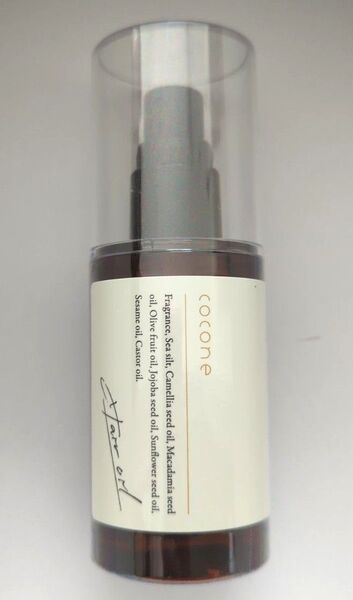 cocone
Fragrance, Sea silt, Camellia seed oil, Macadamia seed
oil, Olive fruit oil, Jojoba seed oil, Sunflower seed oil,
Sesame oil, Castor oil.
oil